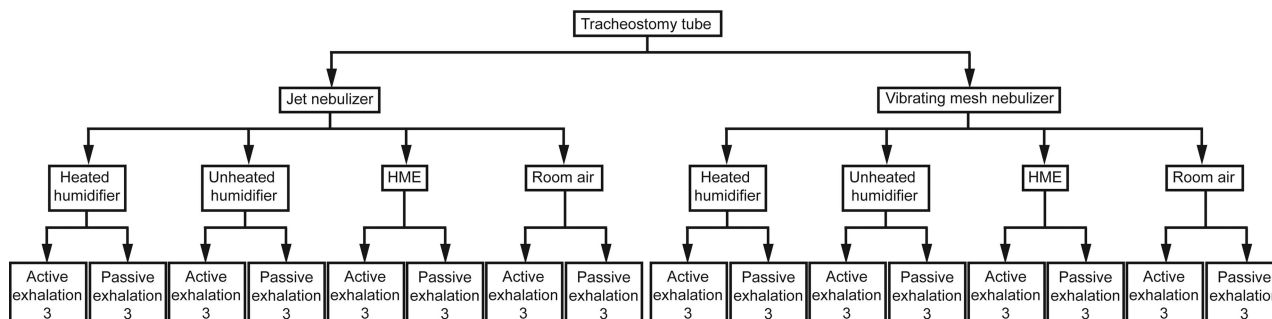 Tracheostomy tube
Jet nebulizer
Vibrating mesh nebulizer
Heated
humidifier
Unheated
humidifier
HME
Room air
Heated
humidifier
Unheated
humidifier
HME
Room air
Active
exhalation
3
Passive
exhalation
3
Active
exhalation
3
Passive
exhalation
3
Active
exhalation
3
Passive
exhalation
3
Active
exhalation
3
Passive
exhalation
3
Active
exhalation
3
Passive
exhalation
3
Active
exhalation
3
Passive
exhalation
3
Active
exhalation
3
Passive
exhalation
3
Active
exhalation
3
Passive
exhalation
3